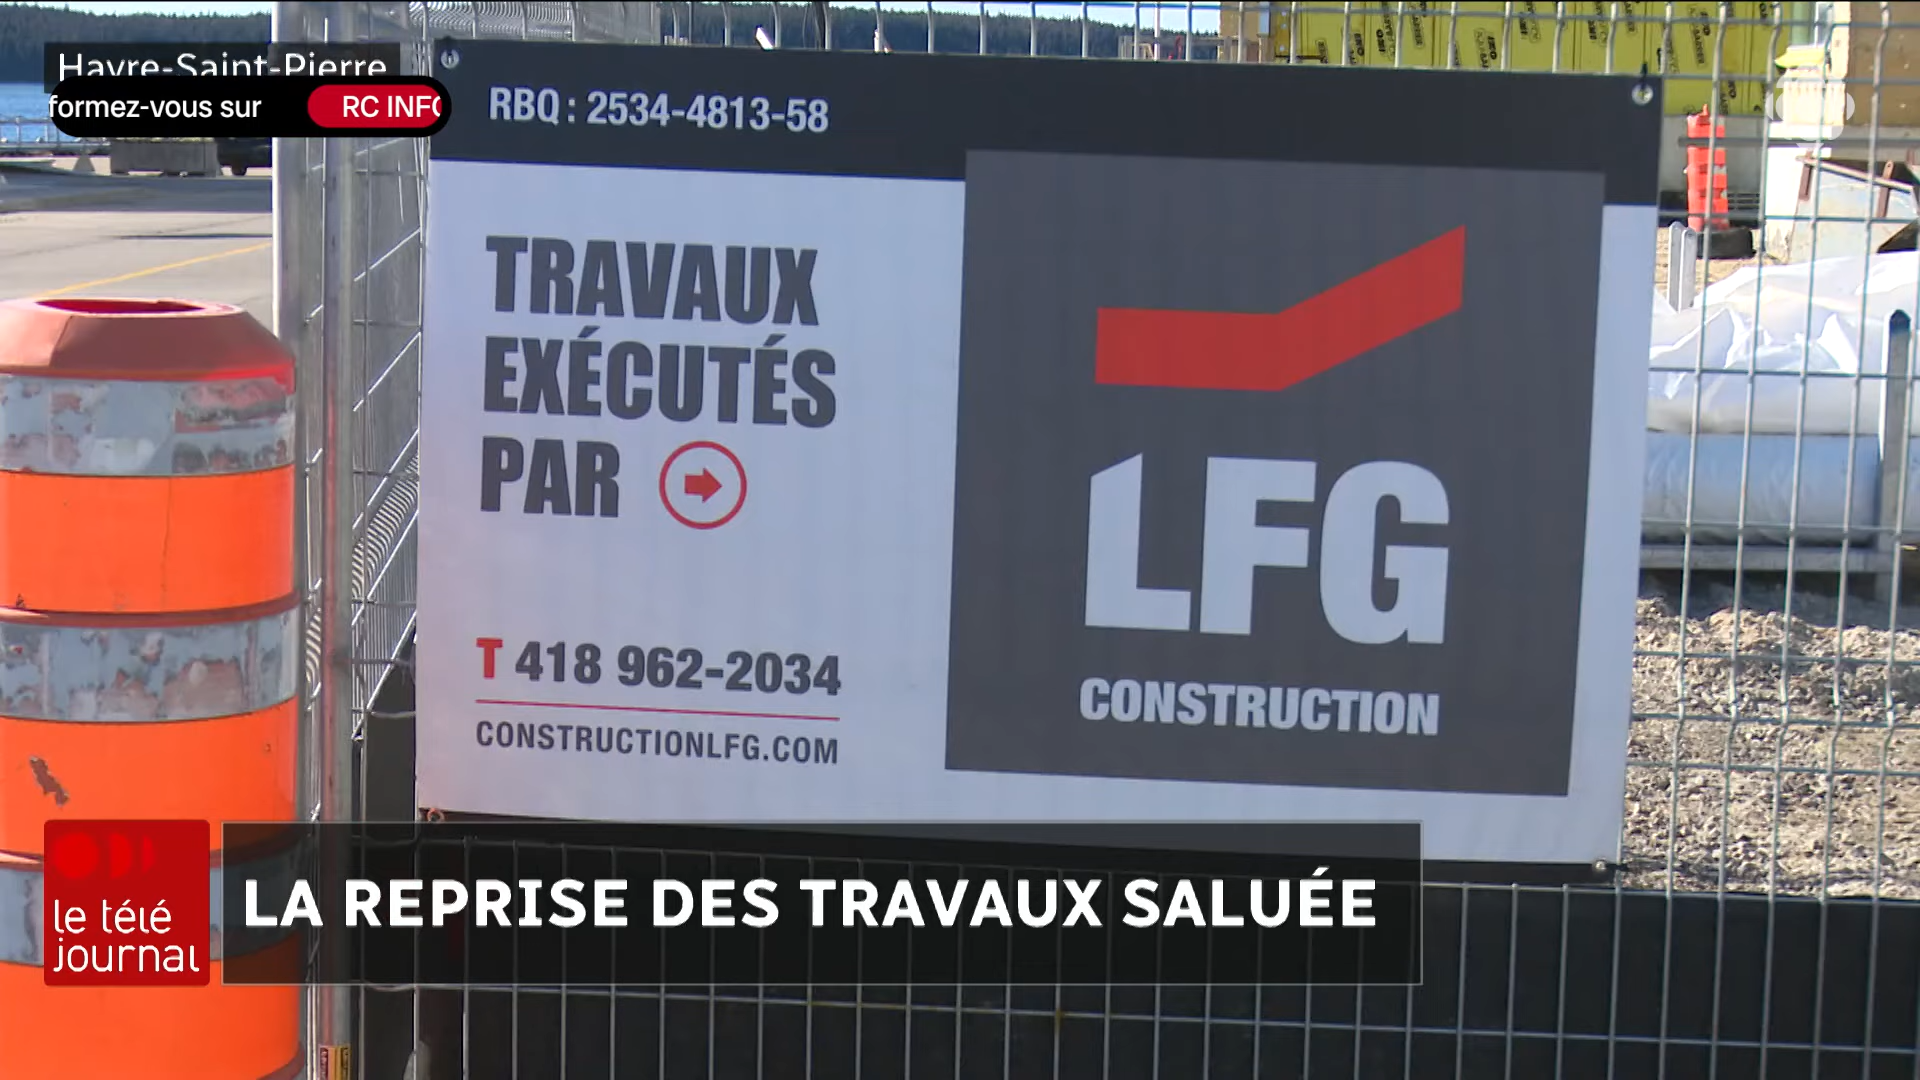 Havre-Saint-Pierre
formez-vous sur
RC INFO
RBQ : 2534-4813-58
TRAVAUX
EXÉCUTÉS
PAR
T 418 962-2034
CONSTRUCTIONLFG.COM
LFG
CONSTRUCTION
le télé
journal
LA REPRISE DES TRAVAUX SALUÉE